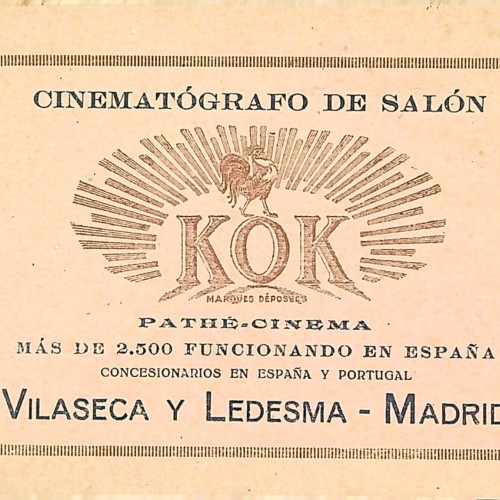 CINEMATÓGRAFO DE SALÓN
KOK
MARQUES DÉPOSÉES
PATHÉ-CINEMA
MÁS DE 2.500 FUNCIONANDO EN ESPAÑA
CONCESIONARIOS EN ESPAÑA Y PORTUGAL
VILASECA Y LEDESMA - MADRID